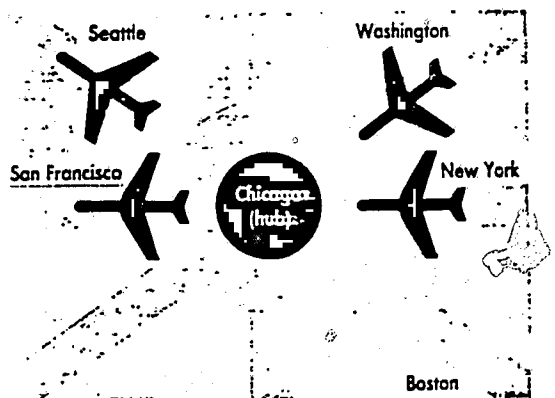 Seattle
Washington
San Francisco
New York
Chicago
(hub)
Boston